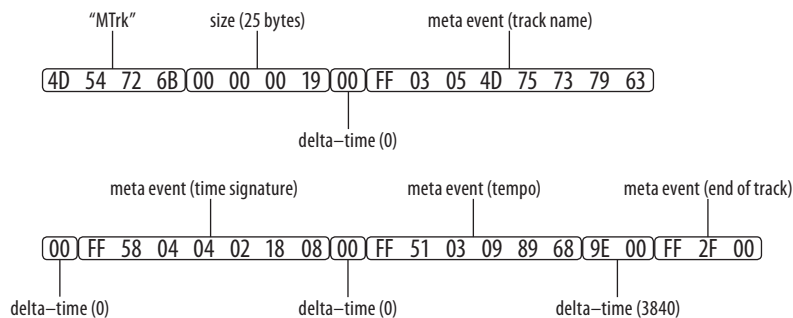 “MTrk” size (25 bytes) meta event (track name)
4D 54 72 6B 00 00 00 19 00 FF 03 05 4D 75 73 79 63
delta–time (0)
meta event (time signature) meta event (tempo) meta event (end of track)
00 FF 58 04 04 02 18 08 00 FF 51 03 09 89 68 9E 00 FF 2F 00
delta–time (0) delta–time (0) delta–time (3840)